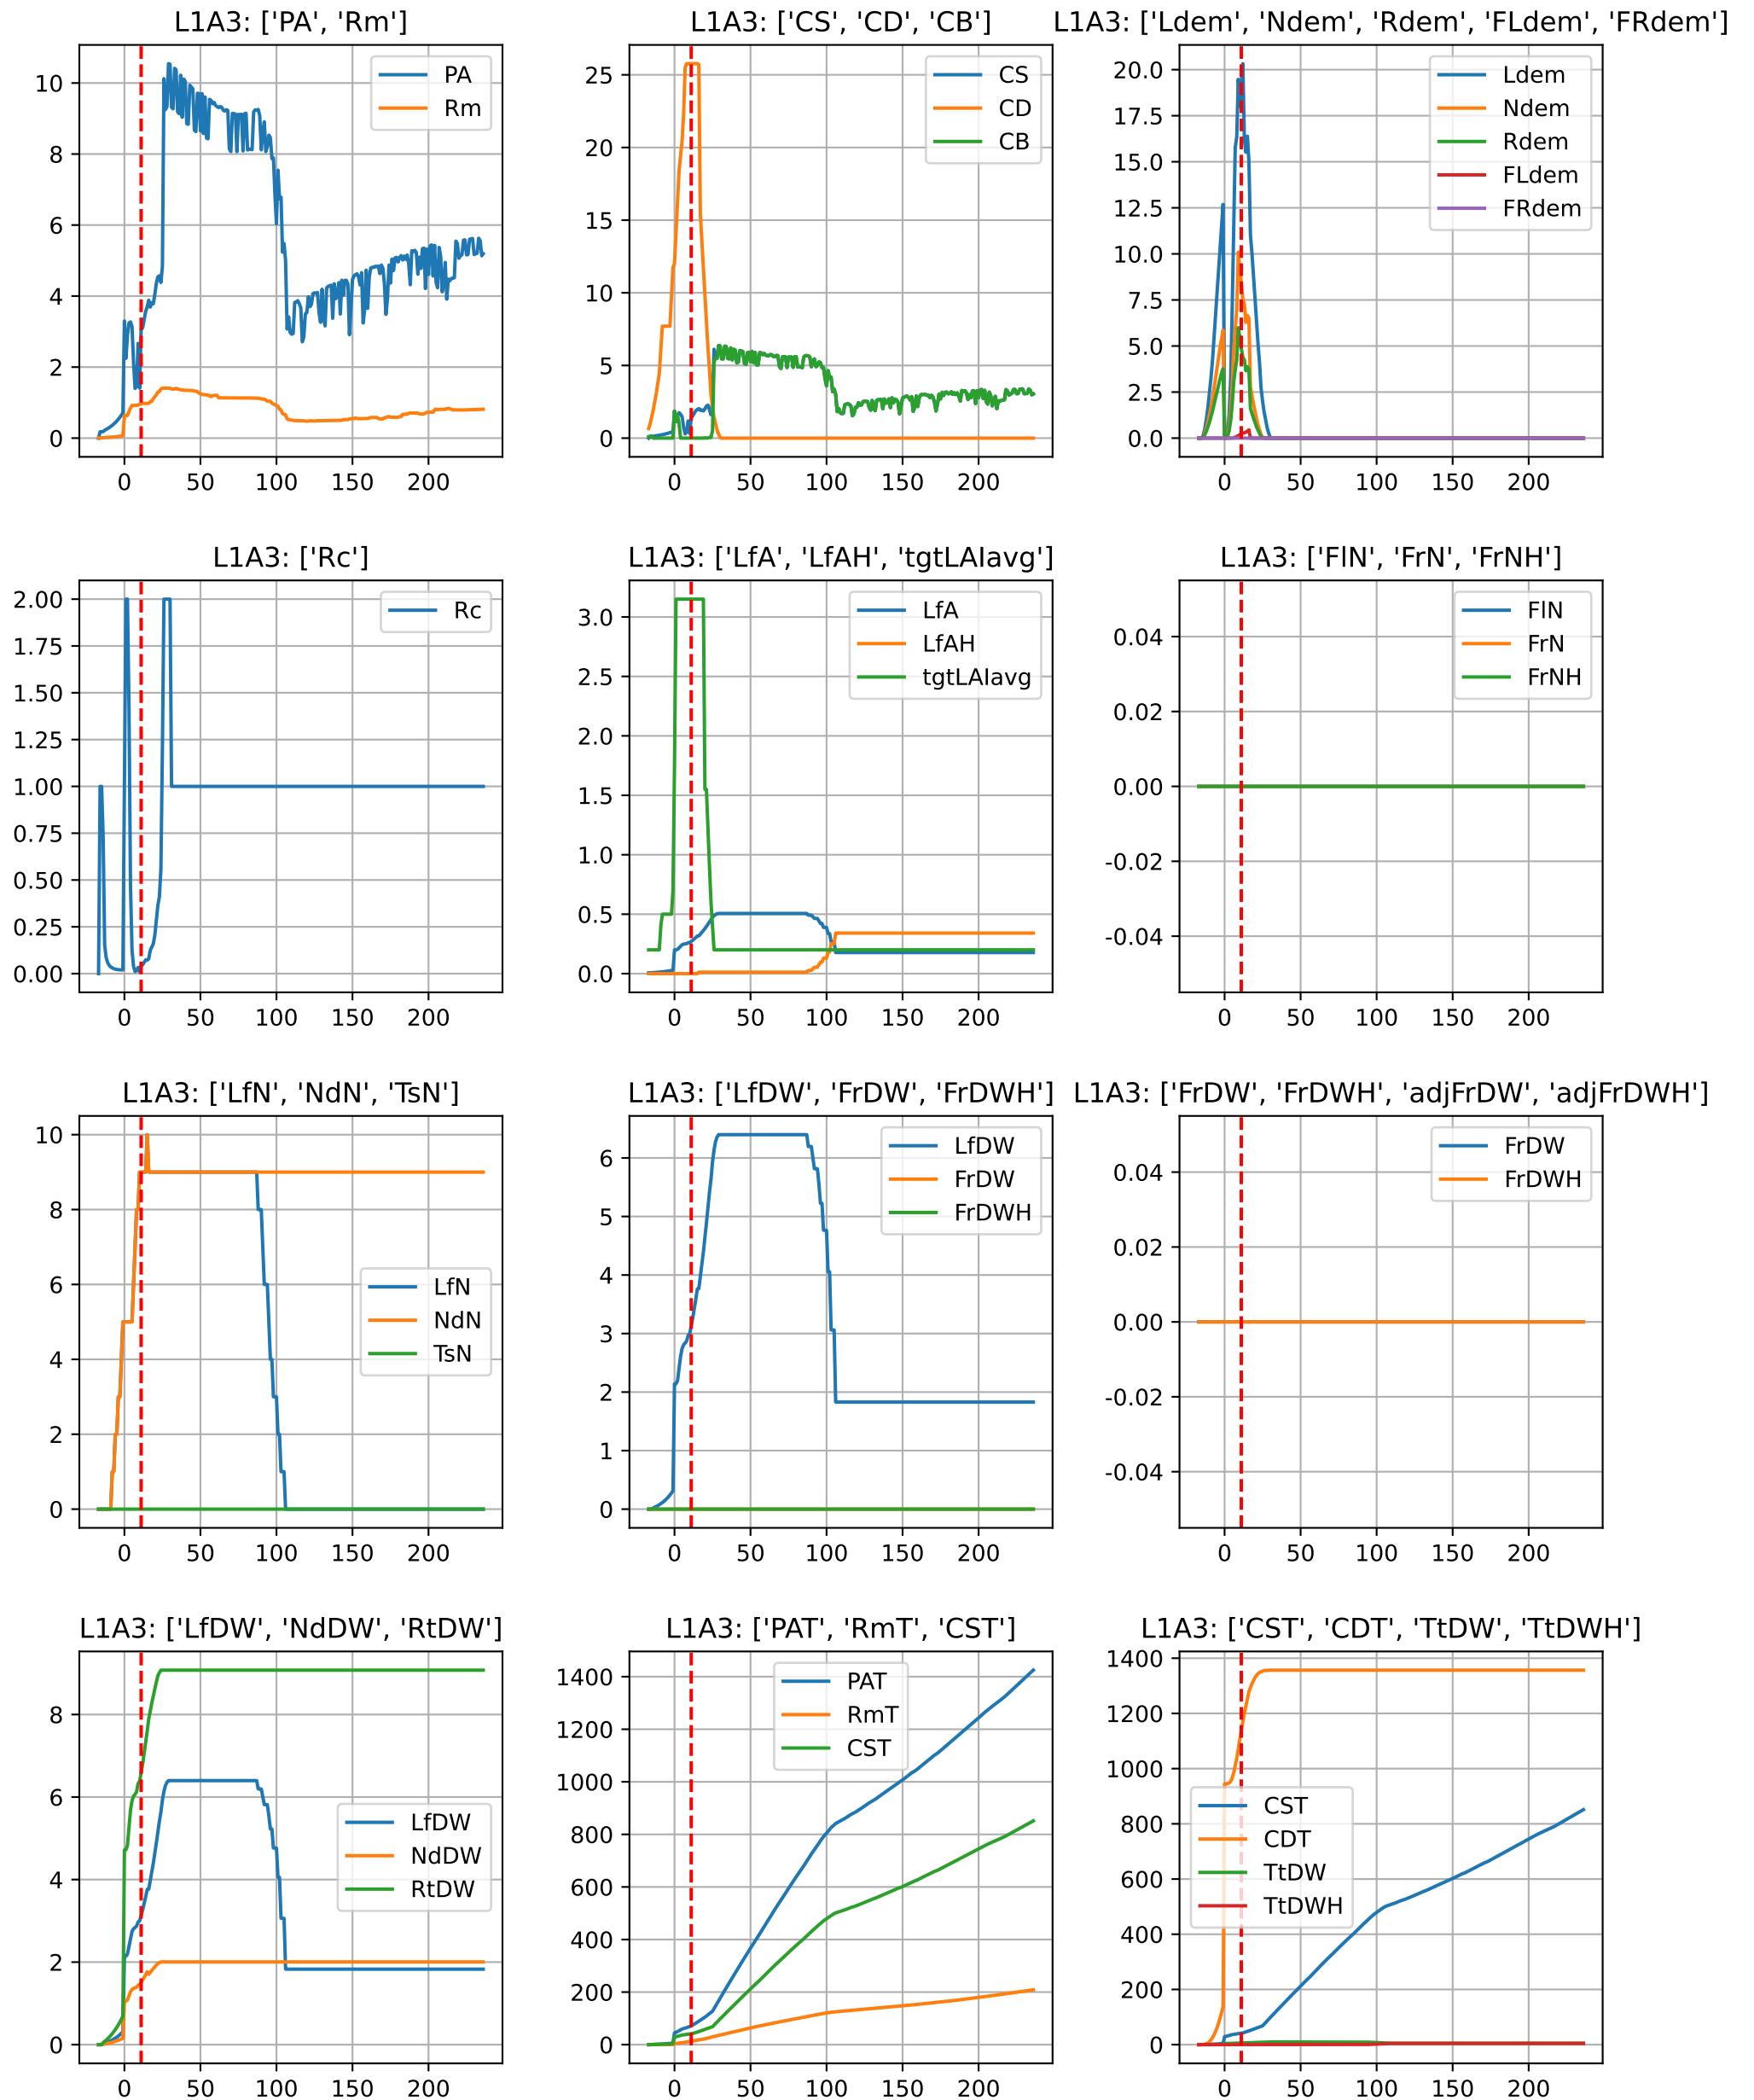 L1A3: ['PA', 'Rm']
10
8
6
4
2
0
0 50 100 150 200
PA
Rm
L1A3: ['CS', 'CD', 'CB']
25
20
15
10
5
0
0 50 100 150 200
CS
CD
CB
L1A3: ['Ldem', 'Ndem', 'Rdem', 'FLdem', 'FRdem']
20.0
17.5
15.0
12.5
10.0
7.5
5.0
2.5
0.0
0 50 100 150 200
Ldem
Ndem
Rdem
FLdem
FRdem
L1A3: ['Rc']
2.00
1.75
1.50
1.25
1.00
0.75
0.50
0.25
0.00
0 50 100 150 200
Rc
L1A3: ['LfA', 'LfAH', 'tgtLAIavg']
3.0
2.5
2.0
1.5
1.0
0.5
0.0
0 50 100 150 200
LfA
LfAH
tgtLAIavg
L1A3: ['FlN', 'FrN', 'FrNH']
0.04
0.02
0.00
-0.02
-0.04
0 50 100 150 200
FlN
FrN
FrNH
L1A3: ['LfN', 'NdN', 'TsN']
10
8
6
4
2
0
0 50 100 150 200
LfN
NdN
TsN
L1A3: ['LfDW', 'FrDW', 'FrDWH']
6
5
4
3
2
1
0
0 50 100 150 200
LfDW
FrDW
FrDWH
L1A3: ['FrDW', 'FrDWH', 'adjFrDW', 'adjFrDWH']
0.04
0.02
0.00
-0.02
-0.04
0 50 100 150 200
FrDW
FrDWH
L1A3: ['LfDW', 'NdDW', 'RtDW']
8
6
4
2
0
0 50 100 150 200
LfDW
NdDW
RtDW
L1A3: ['PAT', 'RmT', 'CST']
1400
1200
1000
800
600
400
200
0
0 50 100 150 200
PAT
RmT
CST
L1A3: ['CST', 'CDT', 'TtDW', 'TtDWH']
1400
1200
1000
800
600
400
200
0
0 50 100 150 200
CST
CDT
TtDW
TtDWH